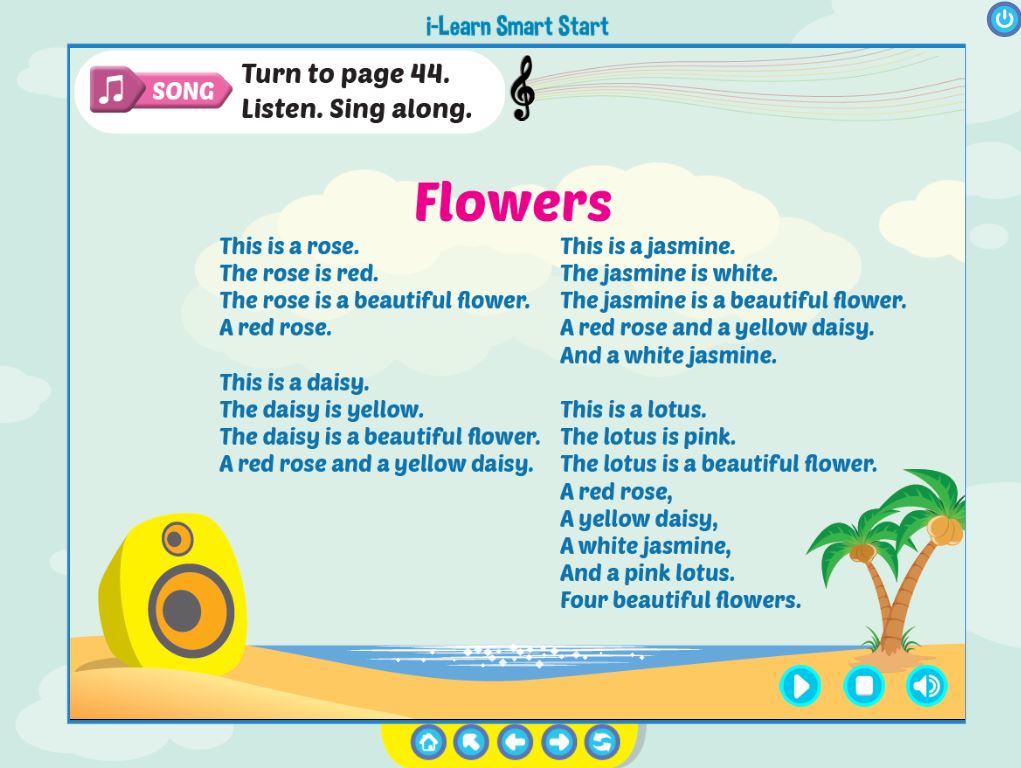 i-Learn Smart Start
SONG
Turn to page 44.
Listen. Sing along.
Flowers
This is a rose.
The rose is red.
The rose is a beautiful flower.
A red rose.
This is a daisy.
The daisy is yellow.
The daisy is a beautiful flower.
A red rose and a yellow daisy.
This is a jasmine.
The jasmine is white.
The jasmine is a beautiful flower.
A red rose and a yellow daisy.
And a white jasmine.
This is a lotus.
The lotus is pink.
The lotus is a beautiful flower.
A red rose,
A yellow daisy,
A white jasmine,
And a pink lotus.
Four beautiful flowers.